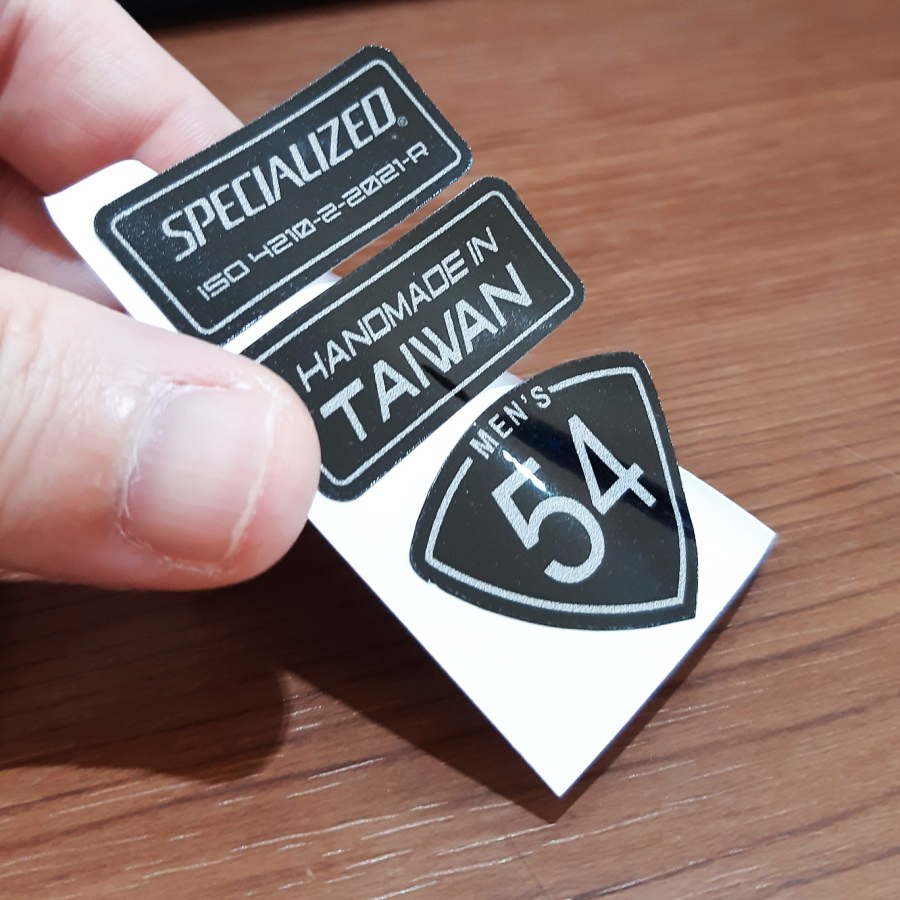 SPECIALIZED®
ISO 4210-2-2021-R
HANDMADE IN
TAIWAN
MEN'S
54